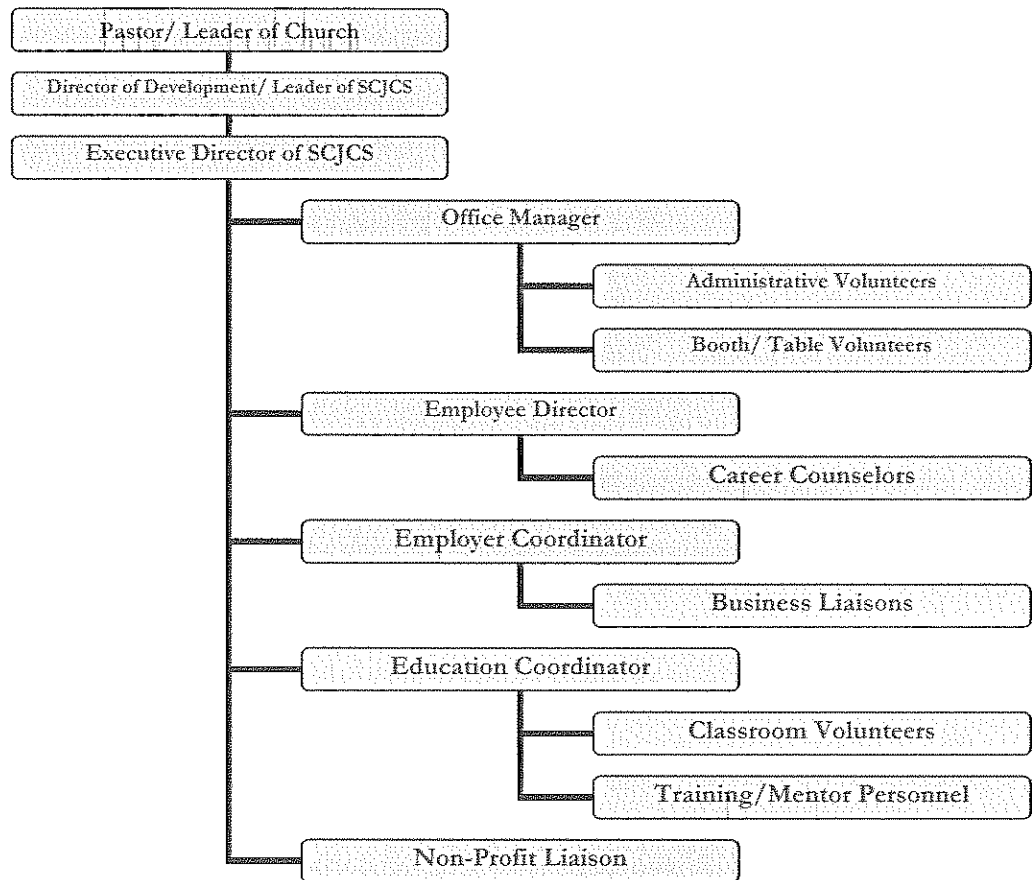 Pastor/ Leader of Church
Director of Development/ Leader of SCJCS
Executive Director of SCJCS
Office Manager
Administrative Volunteers
Booth/ Table Volunteers
Employee Director
Career Counselors
Employer Coordinator
Business Liaisons
Education Coordinator
Classroom Volunteers
Training/Mentor Personnel
Non-Profit Liaison